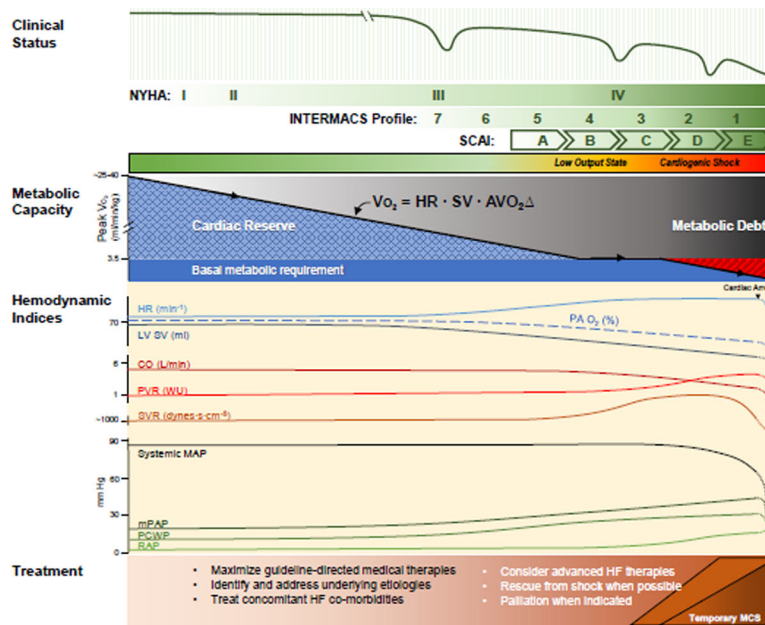 Clinical
Status
NYHA: I II III IV
INTERMACS Profile: 7 6 5 4 3 2 1
SCAI: A B C D E
Low Output State Cardiogenic Shock
Metabolic
Capacity
Peak Vo₂
(ml/min/kg)
~25-40
3.5
Vo₂ = HR · SV · AVO₂Δ
Cardiac Reserve
Metabolic Debt
Basal metabolic requirement
Hemodynamic
Indices
Cardiac Arre
HR (min⁻¹)
70
PA O₂ (%)
LV SV (ml)
6
CO (L/min)
1
PVR (WU)
~1000
SVR (dynes·s·cm⁻⁵)
90
Systemic MAP
60
mm Hg
30
mPAP
PCWP
RAP
0
Treatment
• Maximize guideline-directed medical therapies
• Identify and address underlying etiologies
• Treat concomitant HF co-morbidities
• Consider advanced HF therapies
• Rescue from shock when possible
• Palliation when indicated
Temporary MCS